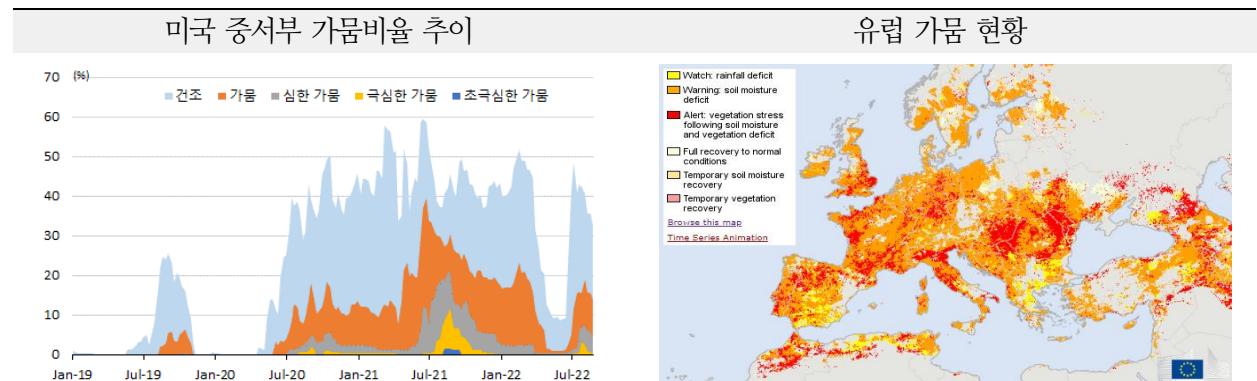 미국 중서부 가뭄비율 추이
유럽 가뭄 현황
(%)
건조 가뭄 심한 가뭄 극심한 가뭄 초극심한 가뭄
70
60
50
40
30
20
10
0
Jan-19 Jul-19 Jan-20 Jul-20 Jan-21 Jul-21 Jan-22 Jul-22
Watch: rainfall deficit
Warning: soil moisture
deficit
Alert: vegetation stress
following soil moisture
and vegetation deficit
Full recovery to normal
conditions
Temporary soil moisture
recovery
Temporary vegetation
recovery
Browse this map
Time Series Animation